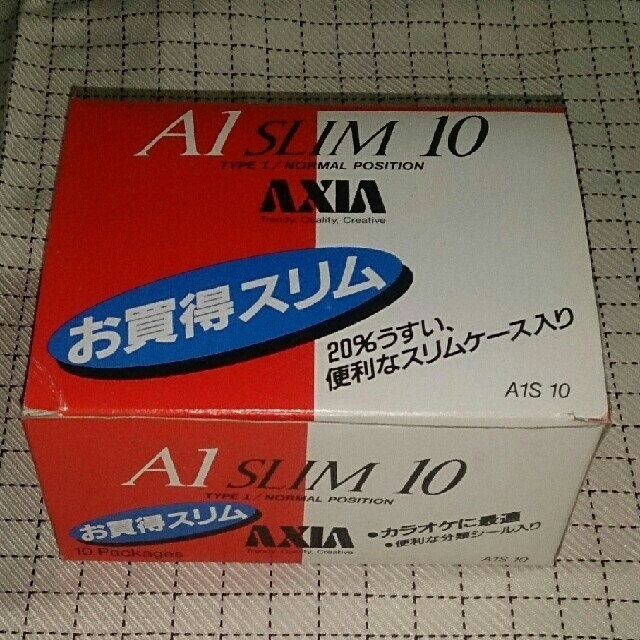 A1 SLIM 10
TYPE I / NORMAL POSITION
AXIA
Trendy, Quality, Creative
お買得スリム
20%うすい、
便利なスリムケース入り
A1S 10
A1 SLIM 10
TYPE I / NORMAL POSITION
お買得スリム
AXIA
Trendy, Quality, Creative
10 Packages
•カラオケに最適
•便利な分類シール入り
A1S 10